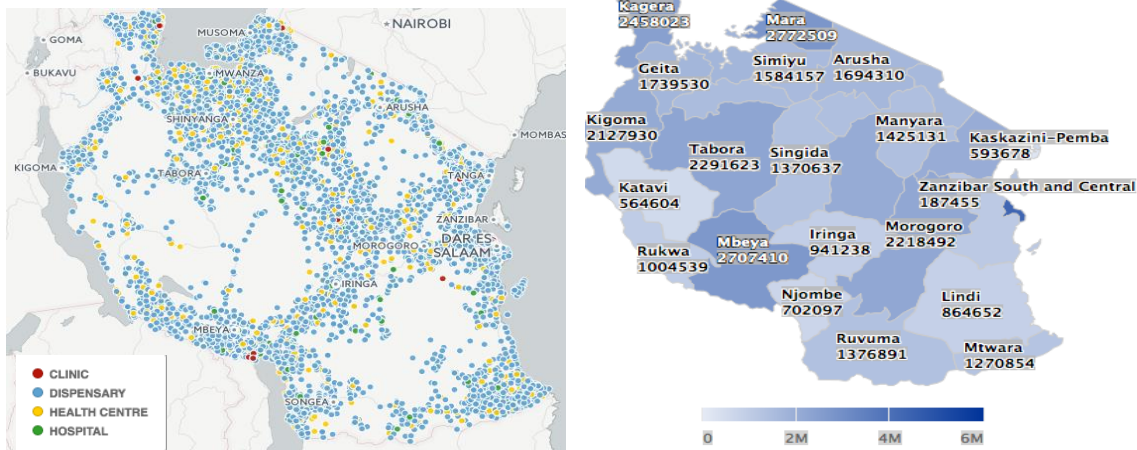 NAIROBI
GOMA
MUSOMA
BUKAVU
MWANZA
ARUSHA
SHINYANGA
MOMBAS
KIGOMA
TABORA
TANGA
ZANZIBAR
DAR ES
SALAAM
MOROGORO
IRINGA
MBEYA
SONGEA
CLINIC
DISPENSARY
HEALTH CENTRE
HOSPITAL
Kagera
2458023
Mara
2772509
Simiyu
1584157
Arusha
1694310
Geita
1739530
Kigoma
2127930
Manyara
1425131
Kaskazini-Pemba
593678
Tabora
2291623
Singida
1370637
Katavi
564604
Zanzibar South and Central
187455
Morogoro
2218492
Iringa
941238
Mbeya
2707410
Rukwa
1004539
Njombe
702097
Lindi
864652
Ruvuma
1376891
Mtwara
1270854
0 2M 4M 6M